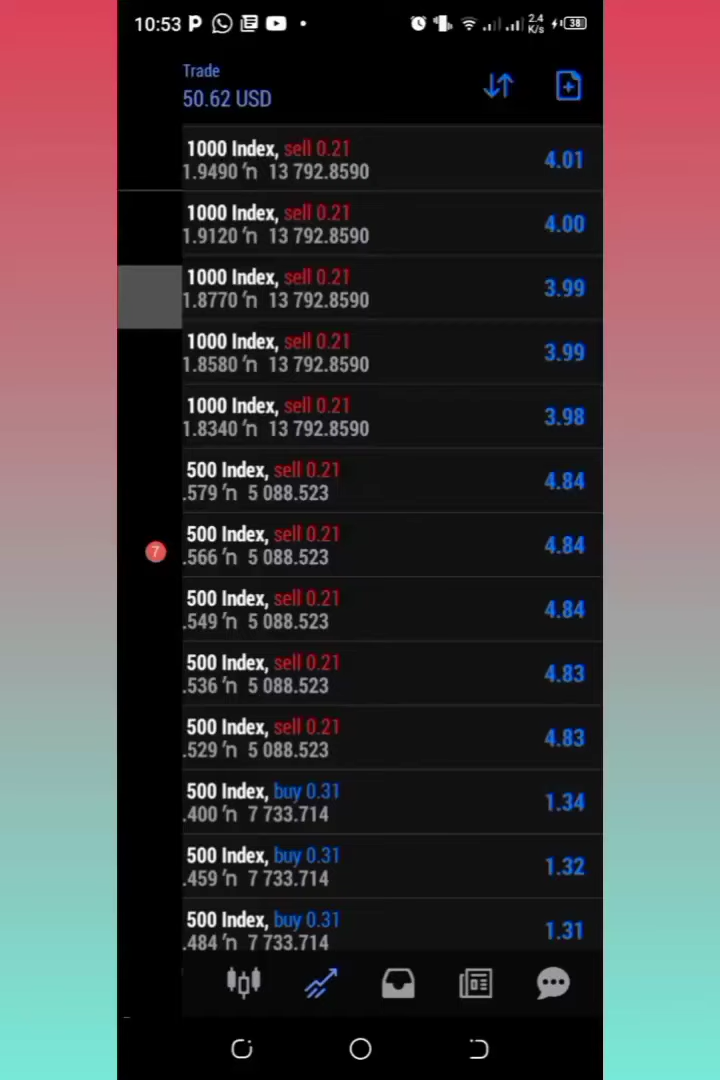 10:53
2.4
K/s
38
Trade
50.62 USD
1000 Index, sell 0.21
4.01
1.9490 13 792.8590
1000 Index, sell 0.21
4.00
1.9120 13 792.8590
1000 Index, sell 0.21
3.99
1.8770 13 792.8590
1000 Index, sell 0.21
3.99
1.8580 13 792.8590
1000 Index, sell 0.21
3.98
1.8340 13 792.8590
500 Index, sell 0.21
4.84
.579 5 088.523
500 Index, sell 0.21
4.84
.566 5 088.523
7
500 Index, sell 0.21
4.84
.549 5 088.523
500 Index, sell 0.21
4.83
.536 5 088.523
500 Index, sell 0.21
4.83
.529 5 088.523
500 Index, buy 0.31
1.34
.400 7 733.714
500 Index, buy 0.31
1.32
.459 7 733.714
500 Index, buy 0.31
1.31
.484 7 733.714